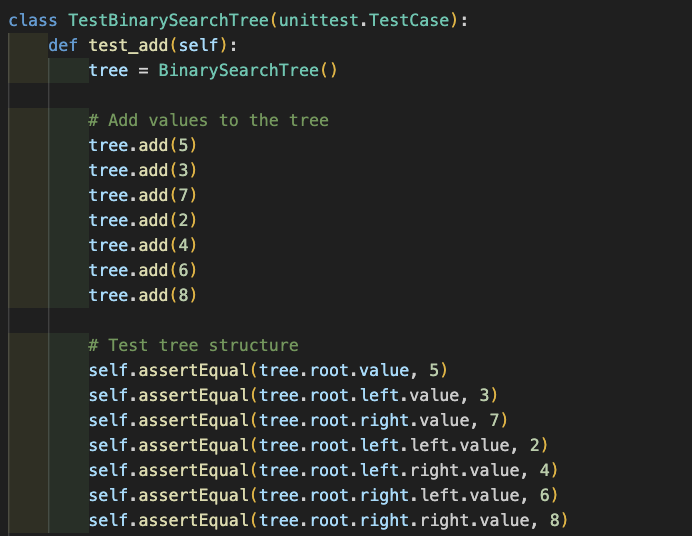 class TestBinarySearchTree(unittest.TestCase):
    def test_add(self):
        tree = BinarySearchTree()

        # Add values to the tree
        tree.add(5)
        tree.add(3)
        tree.add(7)
        tree.add(2)
        tree.add(4)
        tree.add(6)
        tree.add(8)

        # Test tree structure
        self.assertEqual(tree.root.value, 5)
        self.assertEqual(tree.root.left.value, 3)
        self.assertEqual(tree.root.right.value, 7)
        self.assertEqual(tree.root.left.left.value, 2)
        self.assertEqual(tree.root.left.right.value, 4)
        self.assertEqual(tree.root.right.left.value, 6)
        self.assertEqual(tree.root.right.right.value, 8)